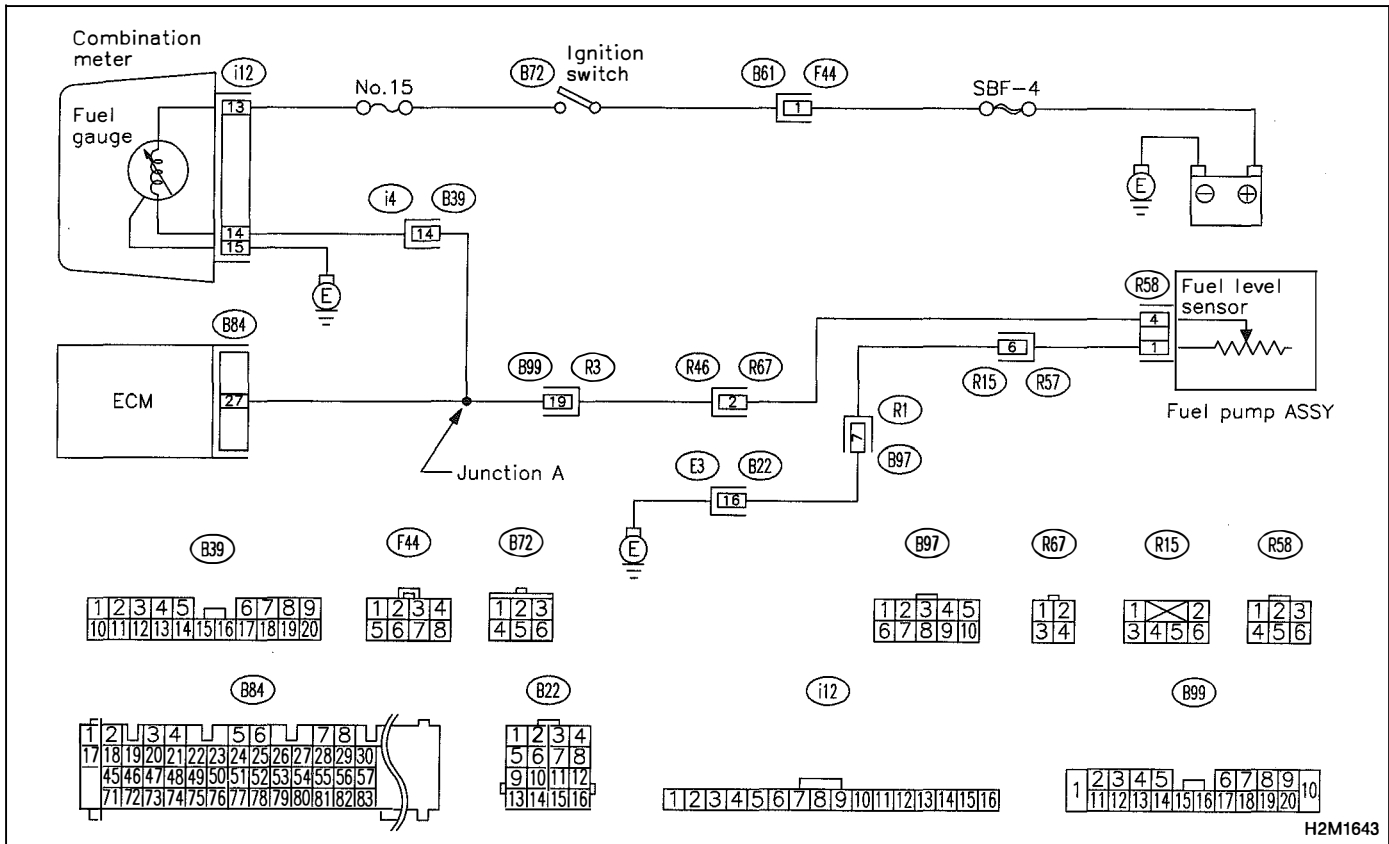 Combination
meter
i12
No.15
B72
Ignition
switch
B61
F44
SBF-4
13
1
Fuel
gauge
E
⊖ ⊕
i4
B39
14
14
15
E
R58
Fuel level
sensor
4
1
B84
B99
R3
R46
R67
6
R15
R57
ECM
27
19
2
R1
Fuel pump ASSY
7
B97
Junction A
E3
B22
16
E
B39
F44
B72
B97
R67
R15
R58
1 2 3 4 5 6 7 8 9
10 11 12 13 14 15 16 17 18 19 20
1 2 3 4
5 6 7 8
1 2 3
4 5 6
1 2 3 4 5
6 7 8 9 10
1 2
3 4
1 2
3 4 5 6
1 2 3
4 5 6
B84
B22
i12
B99
1 2 3 4 5 6 7 8
17 18 19 20 21 22 23 24 25 26 27 28 29 30
45 46 47 48 49 50 51 52 53 54 55 56 57
71 72 73 74 75 76 77 78 79 80 81 82 83
1 2 3 4
5 6 7 8
9 10 11 12
13 14 15 16
1 2 3 4 5 6 7 8 9 10 11 12 13 14 15 16
1 2 3 4 5 6 7 8 9 10
11 12 13 14 15 16 17 18 19 20
H2M1643